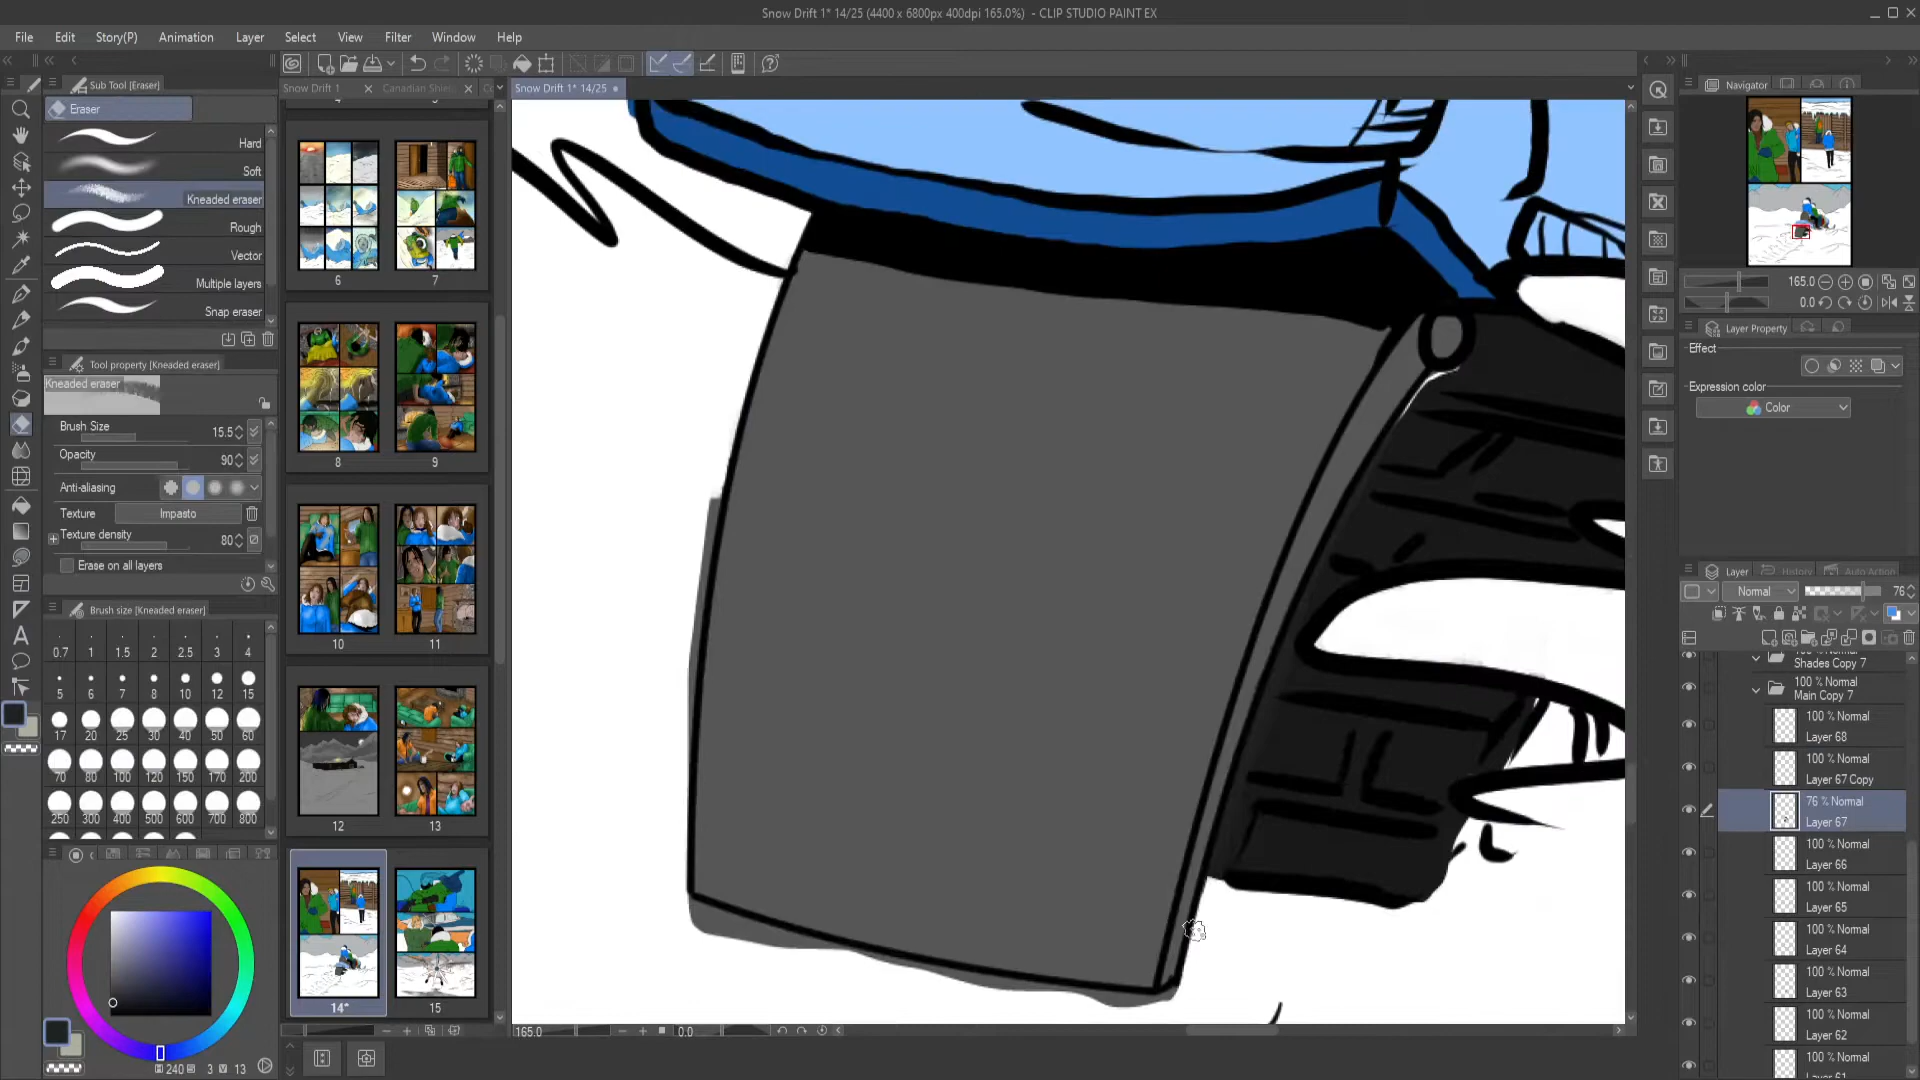 Snow Drift 1* 14/25 (4400 x 6800px 400dpi 165.0%) - CLIP STUDIO PAINT EX
File Edit Story(P) Animation Layer Select View Filter Window Help
Sub Tool [Eraser]
Eraser
Hard
Soft
Kneaded eraser
Rough
Vector
Multiple layers
Snap eraser
Tool property [Kneaded eraser]
Kneaded eraser
Brush Size 15.5
Opacity 90
Anti-aliasing
Texture Impasto
Texture density 80
Erase on all layers
Brush size [Kneaded eraser]
0.7 1 1.5 2 2.5 3 4
5 6 7 8 10 12 15
17 20 25 30 40 50 60
70 80 100 120 150 170 200
250 300 400 500 600 700 800
240 3 V 13
Snow Drift 1
Canadian Shie
Snow Drift 1* 14/25
6 7
8 9
10 11
12 13
14* 15
165.0 0.0
Navigator
165.0
0.0
Layer Property
Effect
Expression color
Color
Layer History Auto Action
Normal 76
Shades Copy 7
100 % Normal
Main Copy 7
100 % Normal
Layer 68
100 % Normal
Layer 67 Copy
76 % Normal
Layer 67
100 % Normal
Layer 66
100 % Normal
Layer 65
100 % Normal
Layer 64
100 % Normal
Layer 63
100 % Normal
Layer 62
100 % Normal